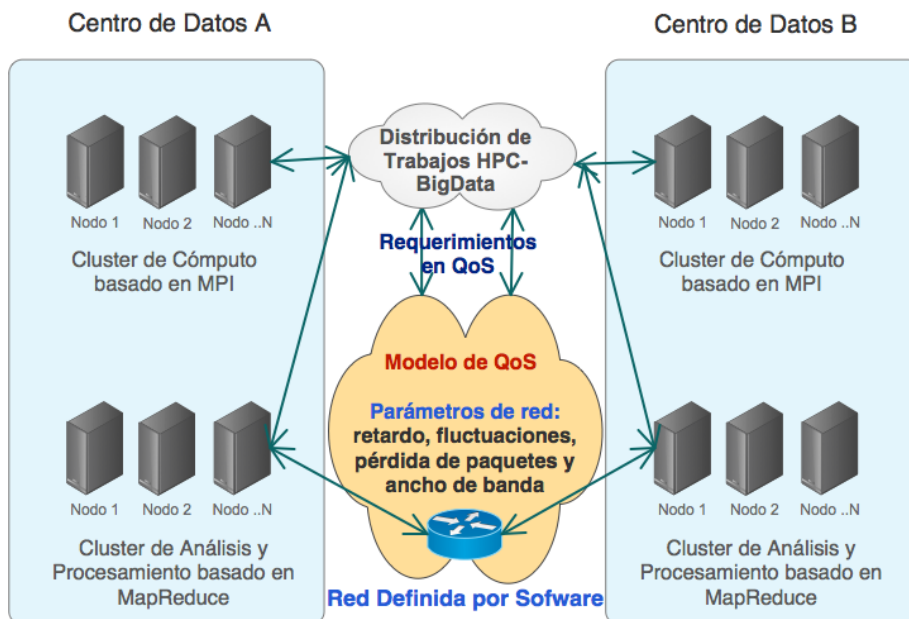 Centro de Datos A
Centro de Datos B
Nodo 1
Nodo 2
Nodo ..N
Cluster de Cómputo
basado en MPI
Distribución de
Trabajos HPC-
BigData
Nodo 1
Nodo 2
Nodo ..N
Cluster de Cómputo
basado en MPI
Requerimientos
en QoS
Modelo de QoS
Parámetros de red:
retardo, fluctuaciones,
pérdida de paquetes y
ancho de banda
Nodo 1
Nodo 2
Nodo ..N
Cluster de Análisis y
Procesamiento basado en
MapReduce
Red Definida por Sofware
Nodo 1
Nodo 2
Nodo ..N
Cluster de Análisis y
Procesamiento basado en
MapReduce